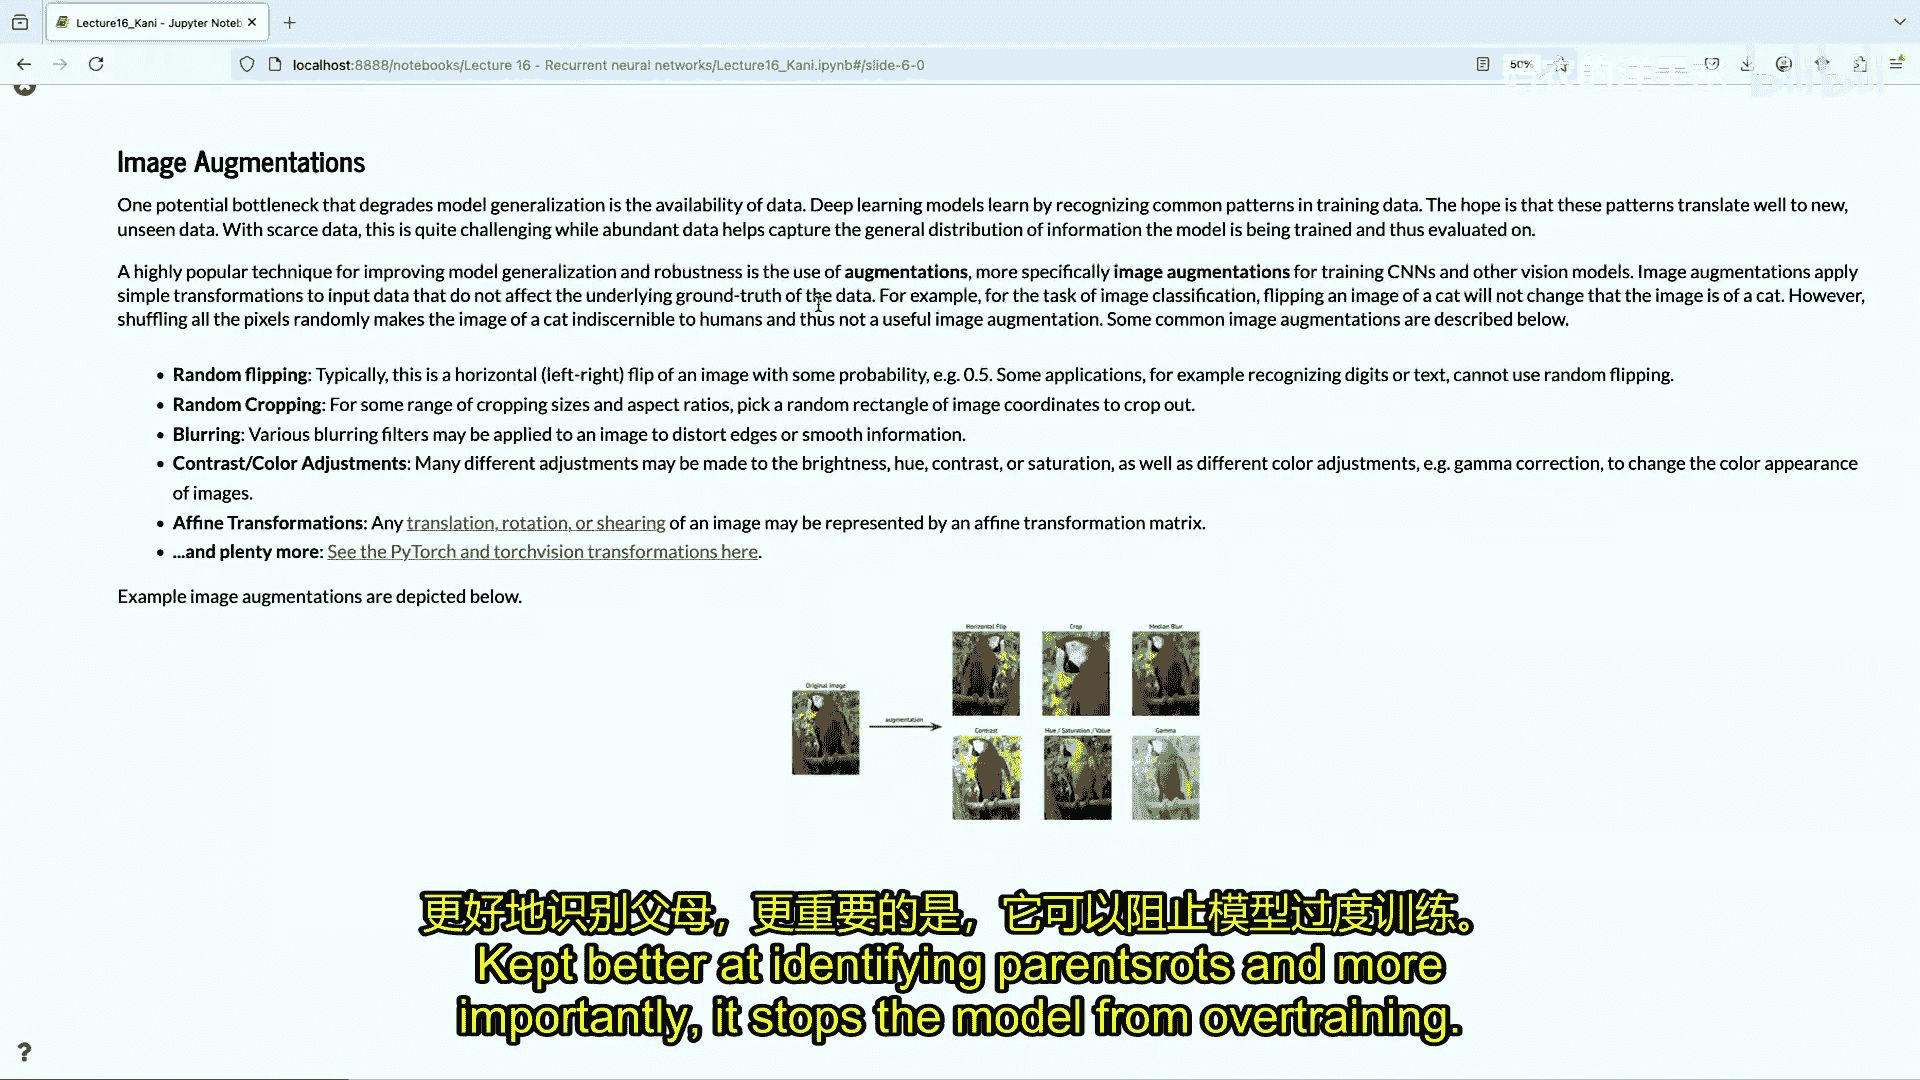 Lecture16_Kani - Jupyter Noteb
localhost:8888/notebooks/Lecture 16 - Recurrent neural networks/Lecture16_Kani.ipynb#/slide-6-0
50%
Image Augmentations
One potential bottleneck that degrades model generalization is the availability of data. Deep learning models learn by recognizing common patterns in training data. The hope is that these patterns translate well to new,
unseen data. With scarce data, this is quite challenging while abundant data helps capture the general distribution of information the model is being trained and thus evaluated on.
A highly popular technique for improving model generalization and robustness is the use of augmentations, more specifically image augmentations for training CNNs and other vision models. Image augmentations apply
simple transformations to input data that do not affect the underlying ground-truth of the data. For example, for the task of image classification, flipping an image of a cat will not change that the image is of a cat. However,
shuffling all the pixels randomly makes the image of a cat indiscernible to humans and thus not a useful image augmentation. Some common image augmentations are described below.
• Random flipping: Typically, this is a horizontal (left-right) flip of an image with some probability, e.g. 0.5. Some applications, for example recognizing digits or text, cannot use random flipping.
• Random Cropping: For some range of cropping sizes and aspect ratios, pick a random rectangle of image coordinates to crop out.
• Blurring: Various blurring filters may be applied to an image to distort edges or smooth information.
• Contrast/Color Adjustments: Many different adjustments may be made to the brightness, hue, contrast, or saturation, as well as different color adjustments, e.g. gamma correction, to change the color appearance
of images.
• Affine Transformations: Any translation, rotation, or shearing of an image may be represented by an affine transformation matrix.
• ...and plenty more: See the PyTorch and torchvision transformations here.
Example image augmentations are depicted below.
Horizontal Flip
Crop
Median Blur
Original Image
augmentation
Contrast
Hue / Saturation / Value
Gamma
更好地识别父母，更重要的是，它可以阻止模型过度训练。
Kept better at identifying parentsrots and more
importantly, it stops the model from overtraining.
?